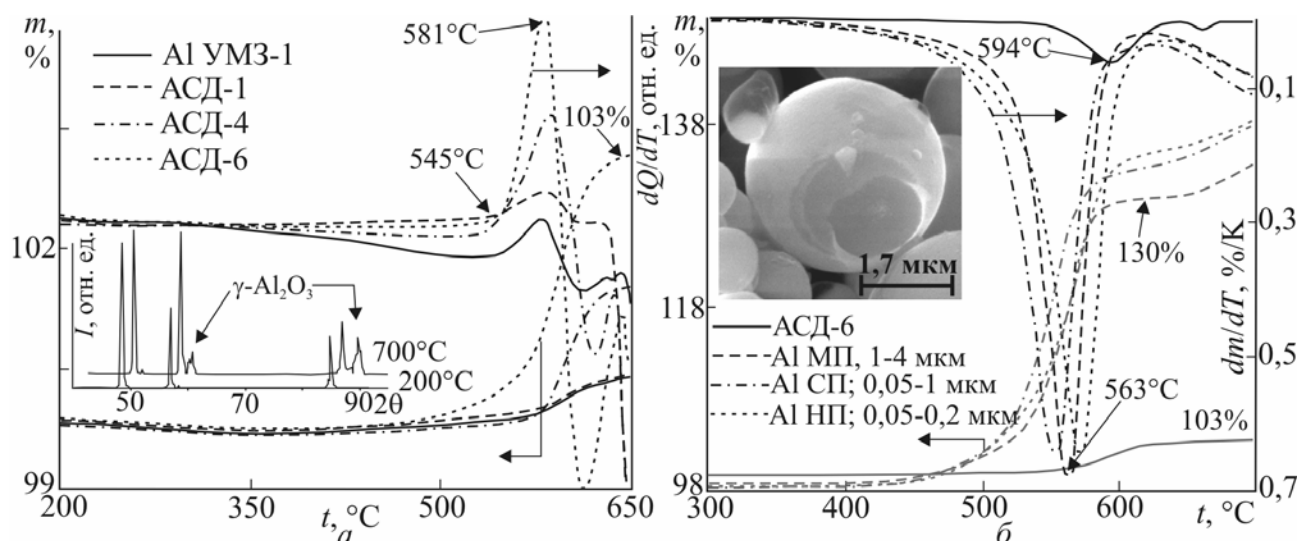 m,
%
Al УМЗ-1
АСД-1
АСД-4
АСД-6
581°C
545°C
103%
dQ/dT, отн. ед.
102
99
I, отн. ед.
γ-Al₂O₃
700°C
200°C
50 70 90 2θ
200 350 500 650
t, °C
а
m,
%
138
118
98
594°C
1,7 мкм
130%
АСД-6
Al МП, 1-4 мкм
Al СП; 0,05-1 мкм
Al НП; 0,05-0,2 мкм
563°C
103%
0,1
0,3
0,5
0,7
dm/dT, %/K
300 400 500 600 t, °C
б